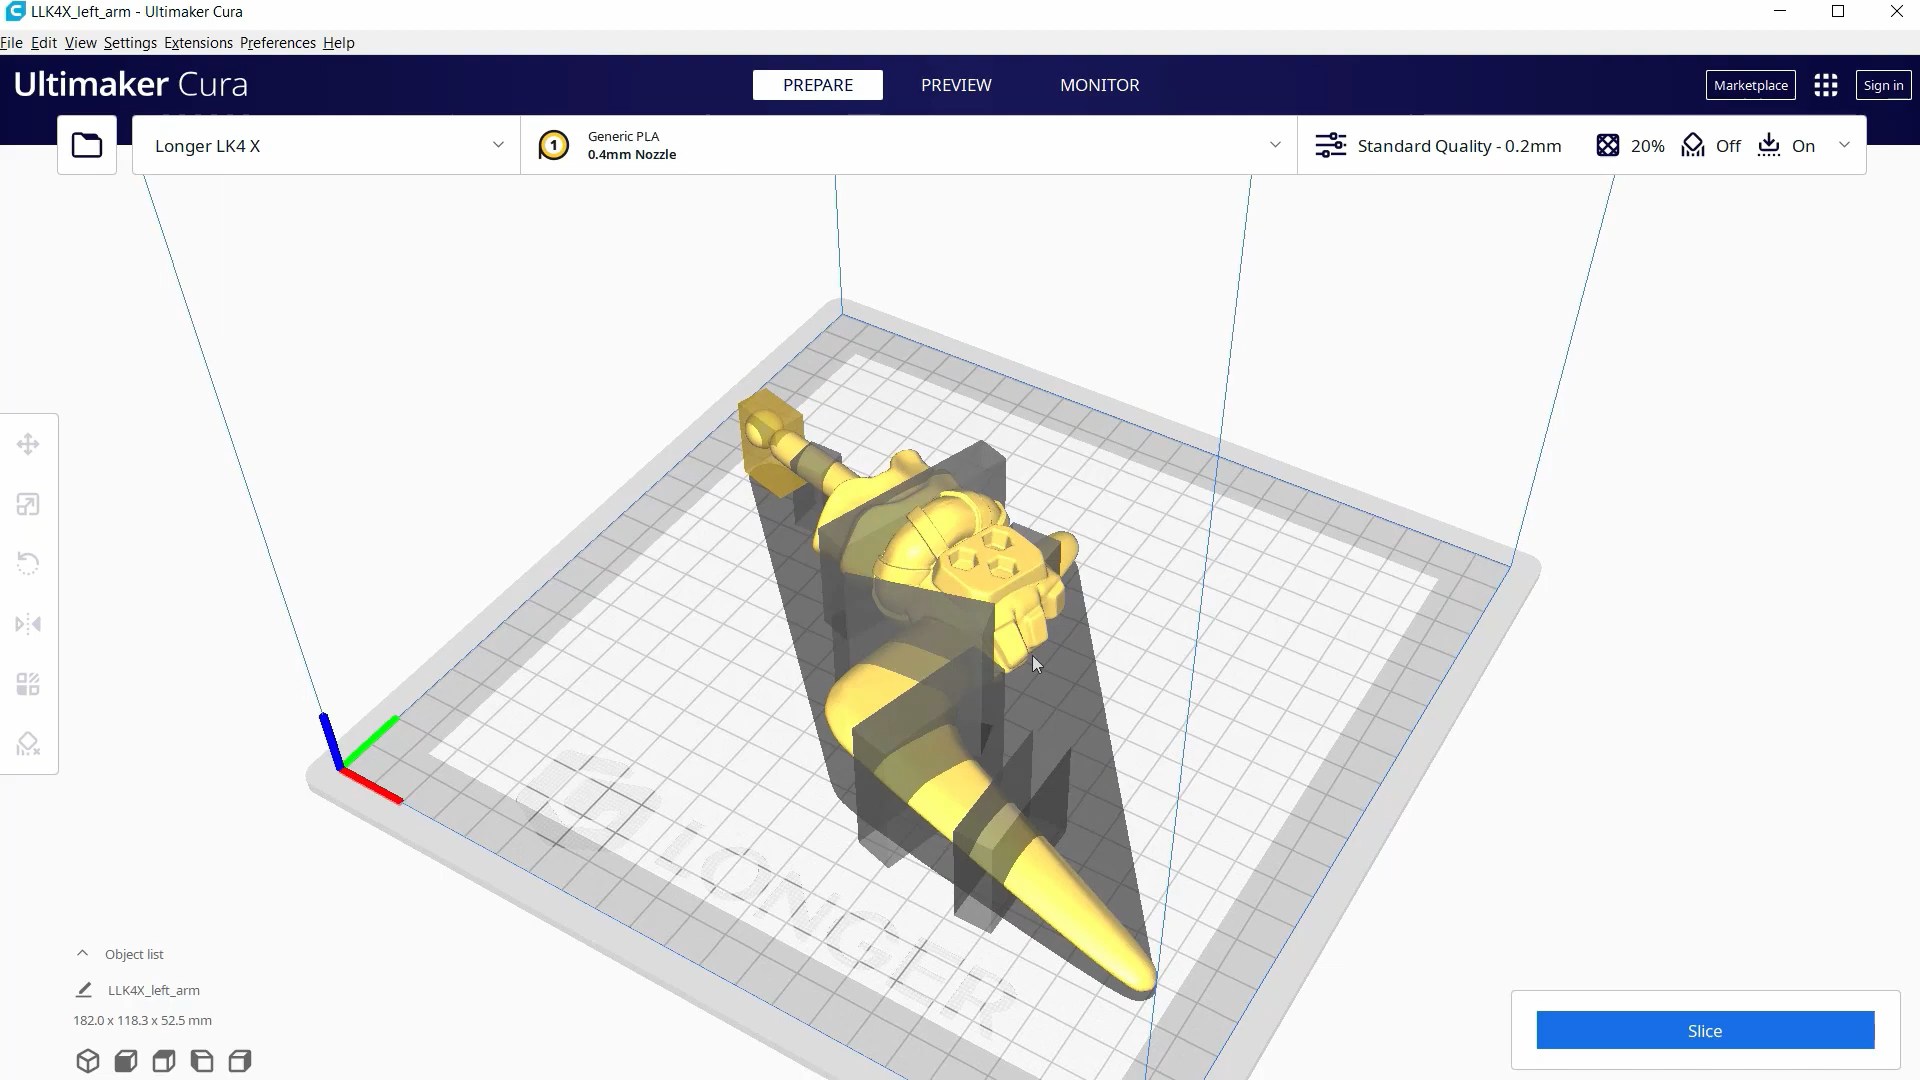 LLK4X_left_arm - Ultimaker Cura
File Edit View Settings Extensions Preferences Help
Ultimaker Cura
PREPARE PREVIEW MONITOR
Marketplace Sign in
Longer LK4 X
1
Generic PLA
0.4mm Nozzle
Standard Quality - 0.2mm 20% Off On
LONGER
Object list
LLK4X_left_arm
182.0 x 118.3 x 52.5 mm
Slice